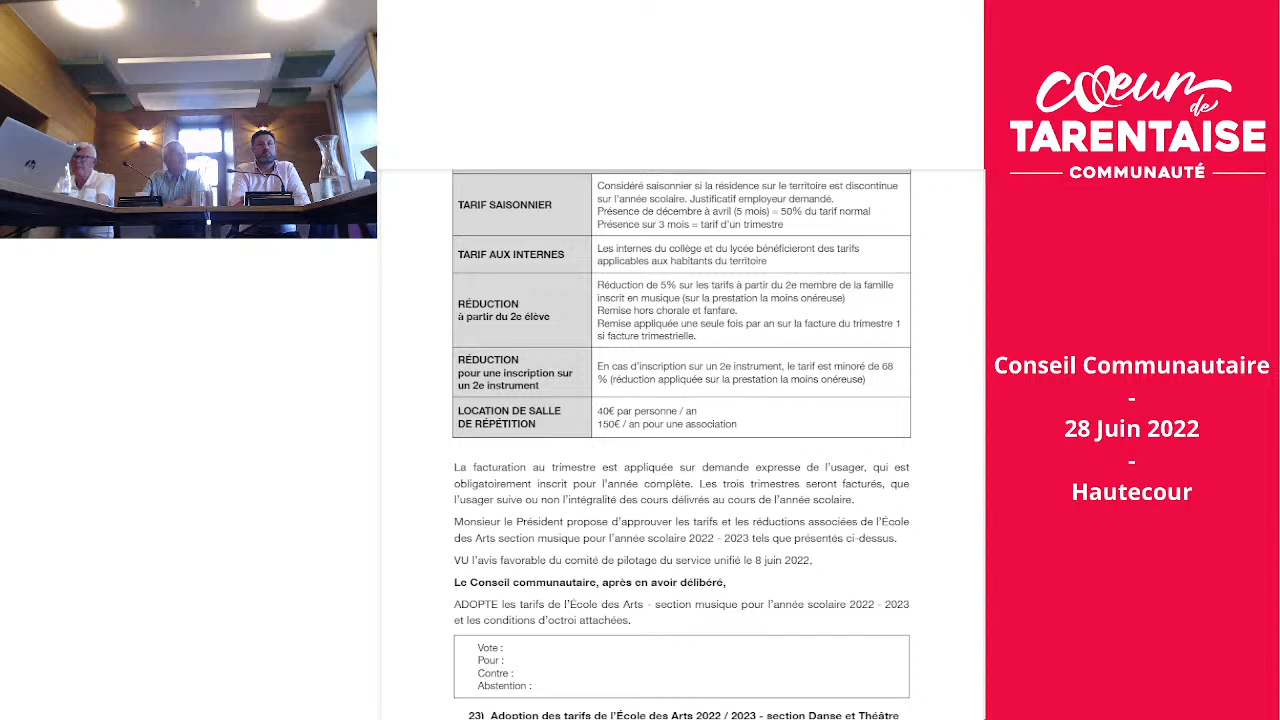 TARIF SAISONNIER
Considéré saisonnier si la résidence sur le territoire est discontinue
sur l'année scolaire. Justificatif employeur demandé.
Présence de décembre à avril (5 mois) = 50% du tarif normal
Présence sur 3 mois = tarif d'un trimestre
TARIF AUX INTERNES
Les internes du collège et du lycée bénéficieront des tarifs
applicables aux habitants du territoire
RÉDUCTION
à partir du 2e élève
Réduction de 5% sur les tarifs à partir du 2e membre de la famille
inscrit en musique (sur la prestation la moins onéreuse)
Remise hors chorale et fanfare.
Remise appliquée une seule fois par an sur la facture du trimestre 1
si facture trimestrielle.
RÉDUCTION
pour une inscription sur
un 2e instrument
En cas d'inscription sur un 2e instrument, le tarif est minoré de 68
% (réduction appliquée sur la prestation la moins onéreuse)
LOCATION DE SALLE
DE RÉPÉTITION
40€ par personne / an
150€ / an pour une association
La facturation au trimestre est appliquée sur demande expresse de l'usager, qui est
obligatoirement inscrit pour l'année complète. Les trois trimestres seront facturés, que
l'usager suive ou non l'intégralité des cours délivrés au cours de l'année scolaire.
Monsieur le Président propose d'approuver les tarifs et les réductions associées de l'École
des Arts section musique pour l'année scolaire 2022 - 2023 tels que présentés ci-dessus.
VU l'avis favorable du comité de pilotage du service unifié le 8 juin 2022,
Le Conseil communautaire, après en avoir délibéré,
ADOPTE les tarifs de l'École des Arts - section musique pour l'année scolaire 2022 - 2023
et les conditions d'octroi attachées.
Vote :
Pour :
Contre :
Abstention :
23) Adoption des tarifs de l'École des Arts 2022 / 2023 - section Danse et Théâtre
Cœur
de
TARENTAISE
COMMUNAUTÉ
Conseil Communautaire
-
28 Juin 2022
-
Hautecour